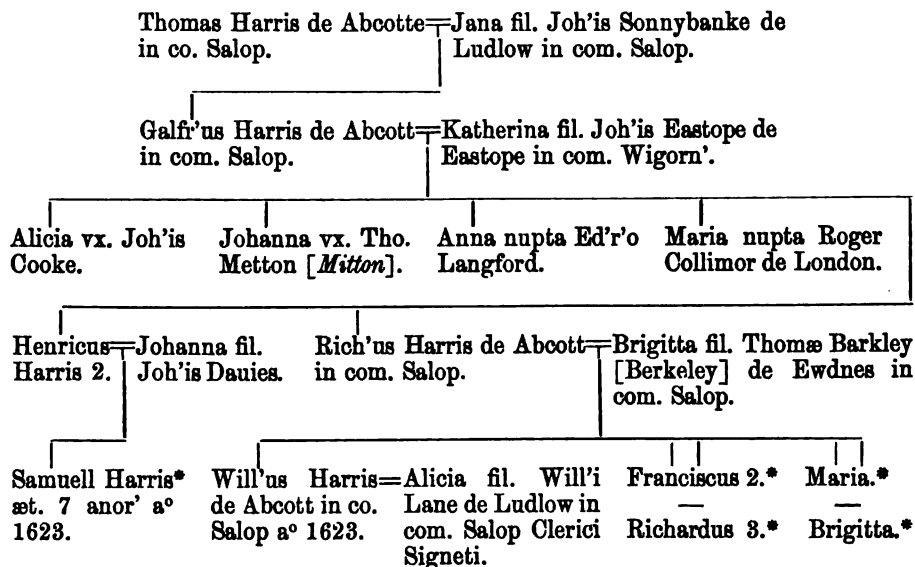 Thomas Harris de Abcotte=Jana fil. Joh'is Sonnybanke de
in co. Salop. Ludlow in com. Salop.
Galfr'us Harris de Abcott=Katherina fil. Joh'is Eastope de
in com. Salop. Eastope in com. Wigorn'.
Alicia vx. Joh'is
Cooke.
Johanna vx. Tho.
Metton [Mitton].
Anna nupta Ed'r'o
Langford.
Maria nupta Roger
Collimor de London.
Henricus=Johanna fil.
Harris 2. Joh'is Dauies.
Rich'us Harris de Abcott=Brigitta fil. Thomæ Barkley
in com. Salop. [Berkeley] de Ewdnes in
com. Salop.
Samuell Harris*
æt. 7 anor' aº
1623.
Will'us Harris=Alicia fil. Will'i
de Abcott in co. Lane de Ludlow in
Salop aº 1623. com. Salop Clerici
Signeti.
Franciscus 2.*
—
Richardus 3.*
Maria.*
—
Brigitta.*